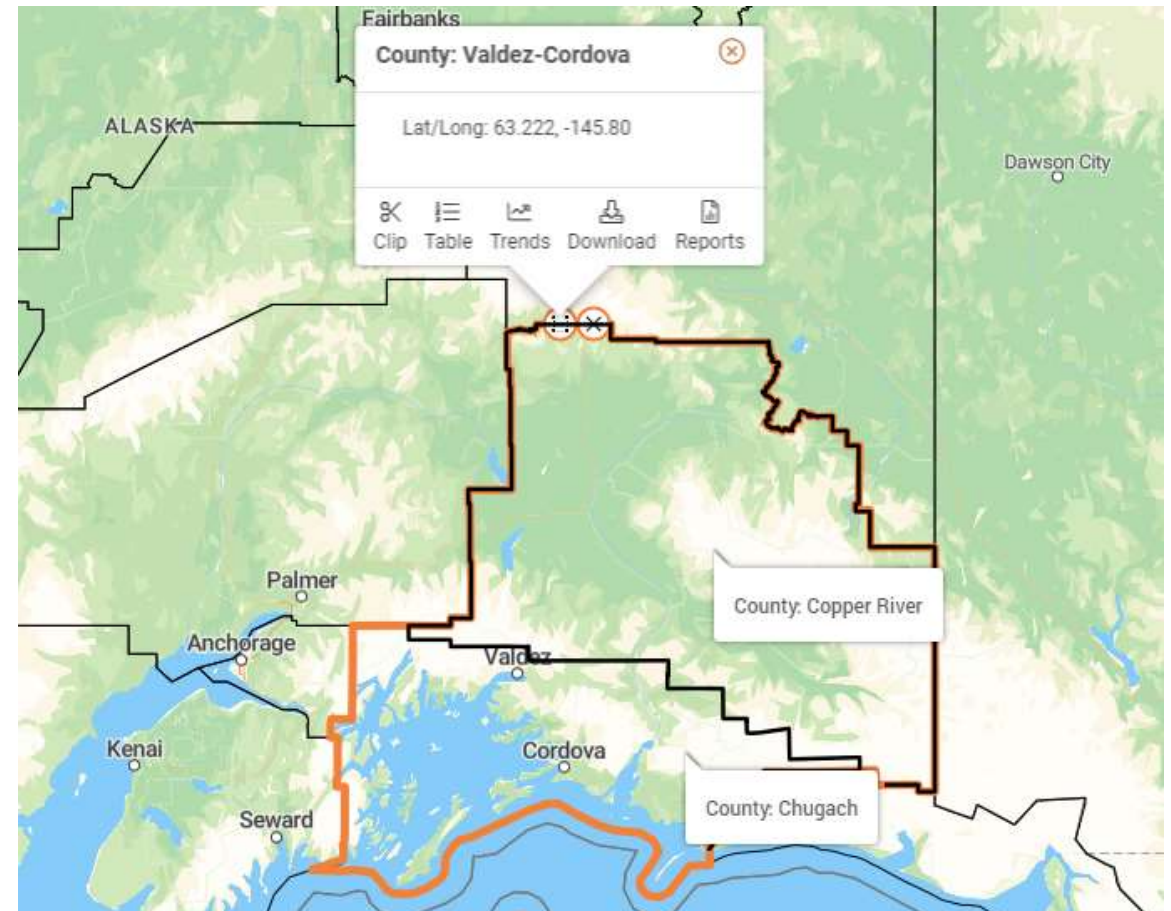 Fairbanks
County: Valdez-Cordova
Lat/Long: 63.222, -145.80
Clip Table Trends Download Reports
ALASKA
Dawson City
Palmer
Anchorage
County: Copper River
Valdez
Kenai
Cordova
County: Chugach
Seward